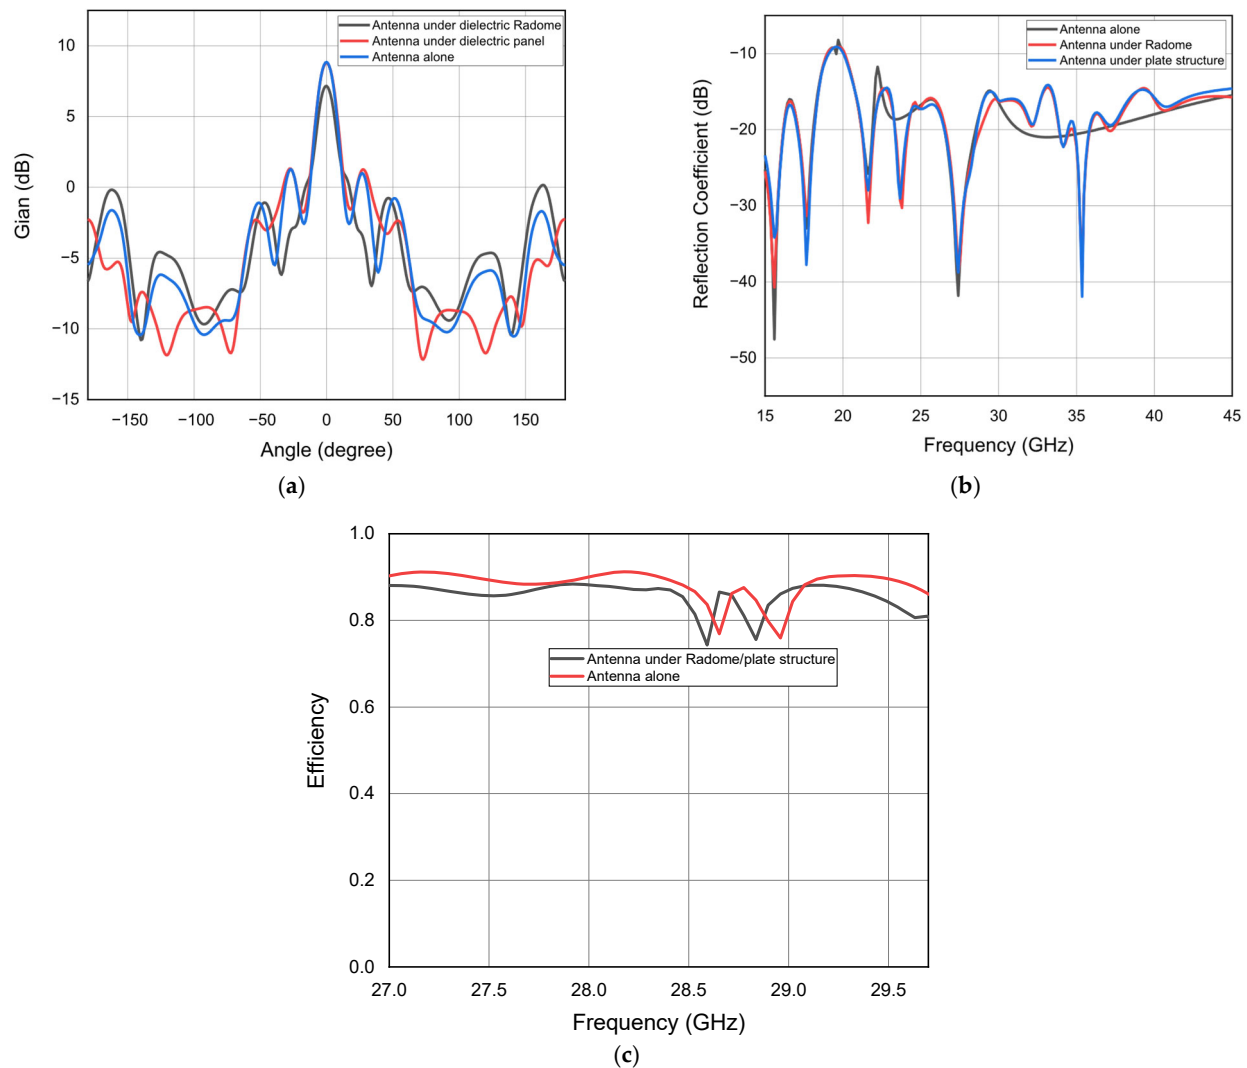 10
5
0
−5
−10
−15
Gian (dB)
Antenna under dielectric Radome
Antenna under dielectric panel
Antenna alone
−150 −100 −50 0 50 100 150
Angle (degree)
(a)
−10
−20
−30
−40
−50
Reflection Coefficient (dB)
Antenna alone
Antenna under Radome
Antenna under plate structure
15 20 25 30 35 40 45
Frequency (GHz)
(b)
1.0
0.8
0.6
0.4
0.2
0.0
Efficiency
Antenna under Radome/plate structure
Antenna alone
27.0 27.5 28.0 28.5 29.0 29.5
Frequency (GHz)
(c)